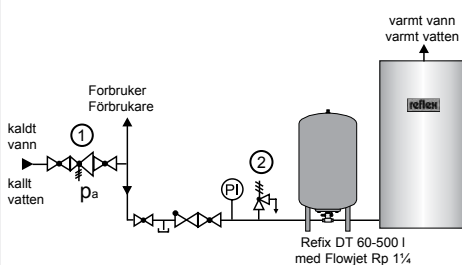 varmt vann
varmt vatten
Forbruker
Förbrukare
reflex
kaldt
vann
1
2
kallt
vatten
pa
PI
Refix DT 60-500 l
med Flowjet Rp 1¼